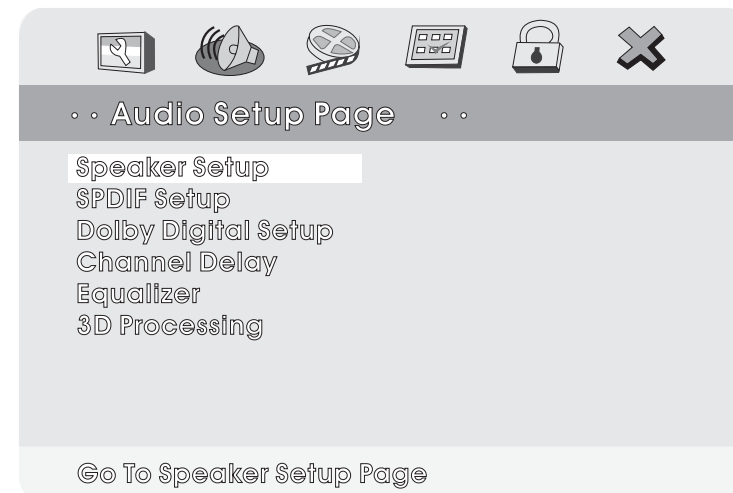 Audio Setup Page
Speaker Setup
SPDIF Setup
Dolby Digital Setup
Channel Delay
Equalizer
3D Processing
Go To Speaker Setup Page